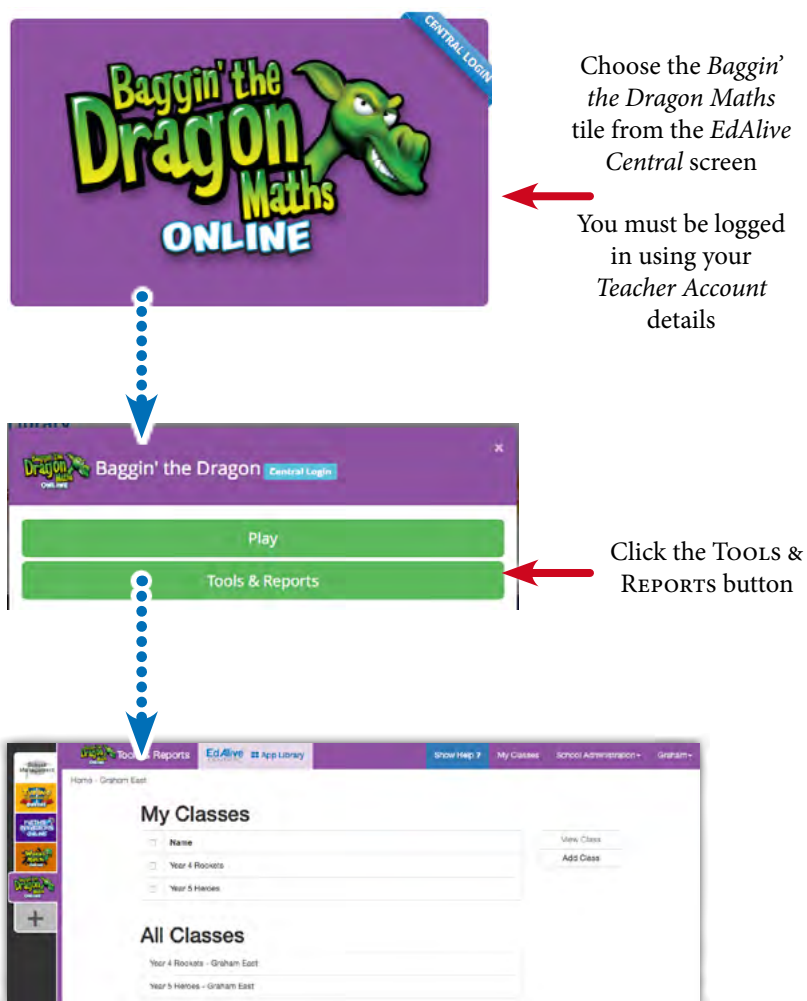 CENTRAL LOGIN
Baggin' the
Dragon
Maths
ONLINE
Choose the Baggin'
the Dragon Maths
tile from the EdAlive
Central screen
You must be logged
in using your
Teacher Account
details
Dragon
ONLINE
Baggin' the Dragon Central Login
×
Play
Tools & Reports
Click the Tools &
Reports button
Reports EdAlive App Library Show Help ? My Classes School Administration Graham
Home - Graham East
My Classes
Name
Year 4 Rockets
Year 5 Heroes
View Class
Add Class
+
All Classes
Year 4 Rockets - Graham East
Year 5 Heroes - Graham East